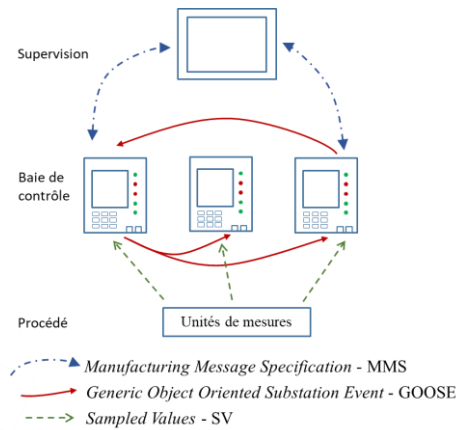 Supervision
Baie de
contrôle
Procédé
Unités de mesures
Manufacturing Message Specification - MMS
Generic Object Oriented Substation Event - GOOSE
Sampled Values - SV